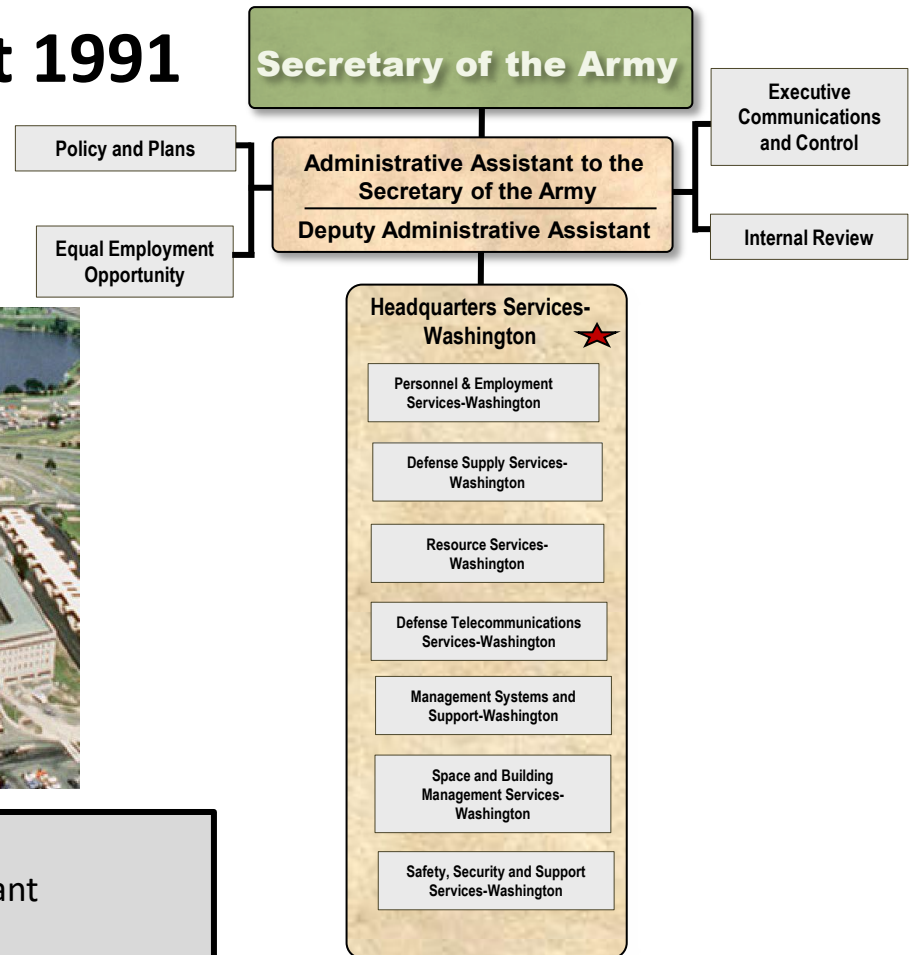 t 1991
Secretary of the Army
Executive
Communications
and Control
Policy and Plans
Administrative Assistant to the
Secretary of the Army
Deputy Administrative Assistant
Equal Employment
Opportunity
Internal Review
Headquarters Services-
Washington
Personnel & Employment
Services-Washington
Defense Supply Services-
Washington
Resource Services-
Washington
Defense Telecommunications
Services-Washington
Management Systems and
Support-Washington
Space and Building
Management Services-
Washington
Safety, Security and Support
Services-Washington
ant